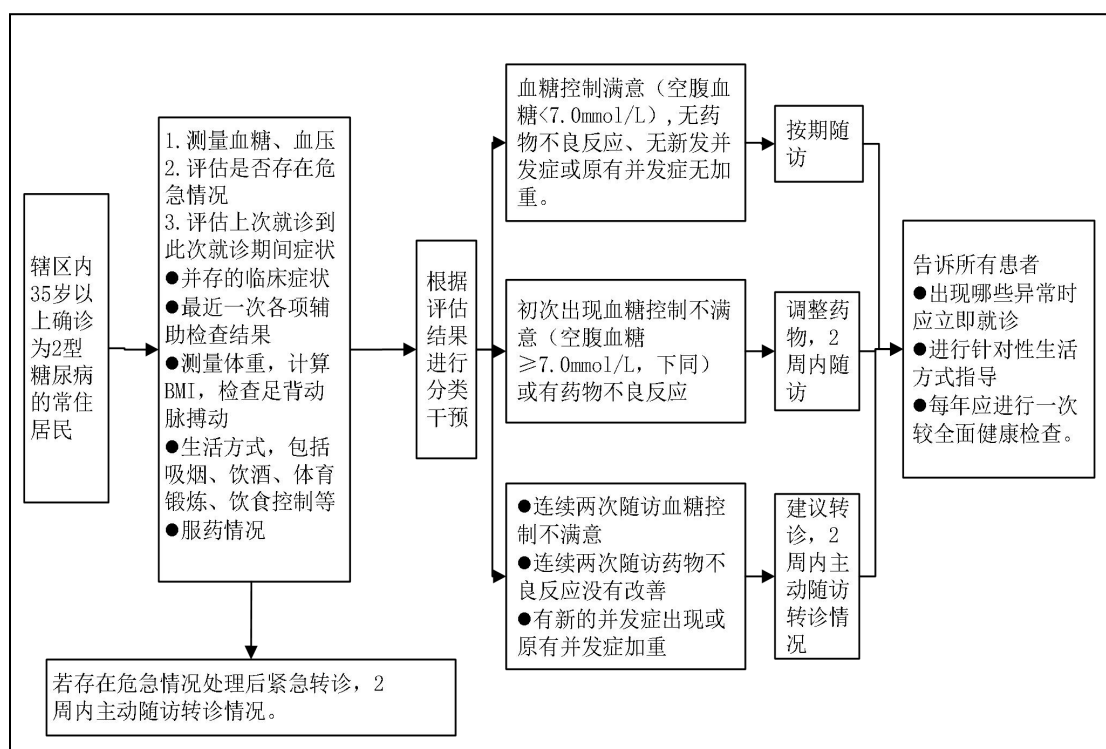 辖区内
35岁以
上确诊
为2型
糖尿病
的常住
居民
1.测量血糖、血压
2.评估是否存在危
急情况
3.评估上次就诊到
此次就诊期间症状
●并存的临床症状
●最近一次各项辅
助检查结果
●测量体重，计算
BMI，检查足背动
脉搏动
●生活方式，包括
吸烟、饮酒、体育
锻炼、饮食控制等
●服药情况
若存在危急情况处理后紧急转诊，2
周内主动随访转诊情况。
根据
评估
结果
进行
分类
干预
血糖控制满意（空腹血
糖<7.0mmol/L）,无药
物不良反应、无新发并
发症或原有并发症无加
重。
按期随
访
初次出现血糖控制不满
意（空腹血糖
≥7.0mmol/L，下同）
或有药物不良反应
调整药
物，2
周内随
访
●连续两次随访血糖控
制不满意
●连续两次随访药物不
良反应没有改善
●有新的并发症出现或
原有并发症加重
建议转
诊，2
周内主
动随访
转诊情
况
告诉所有患者
●出现哪些异常时
应立即就诊
●进行针对性生活
方式指导
●每年应进行一次
较全面健康检查。